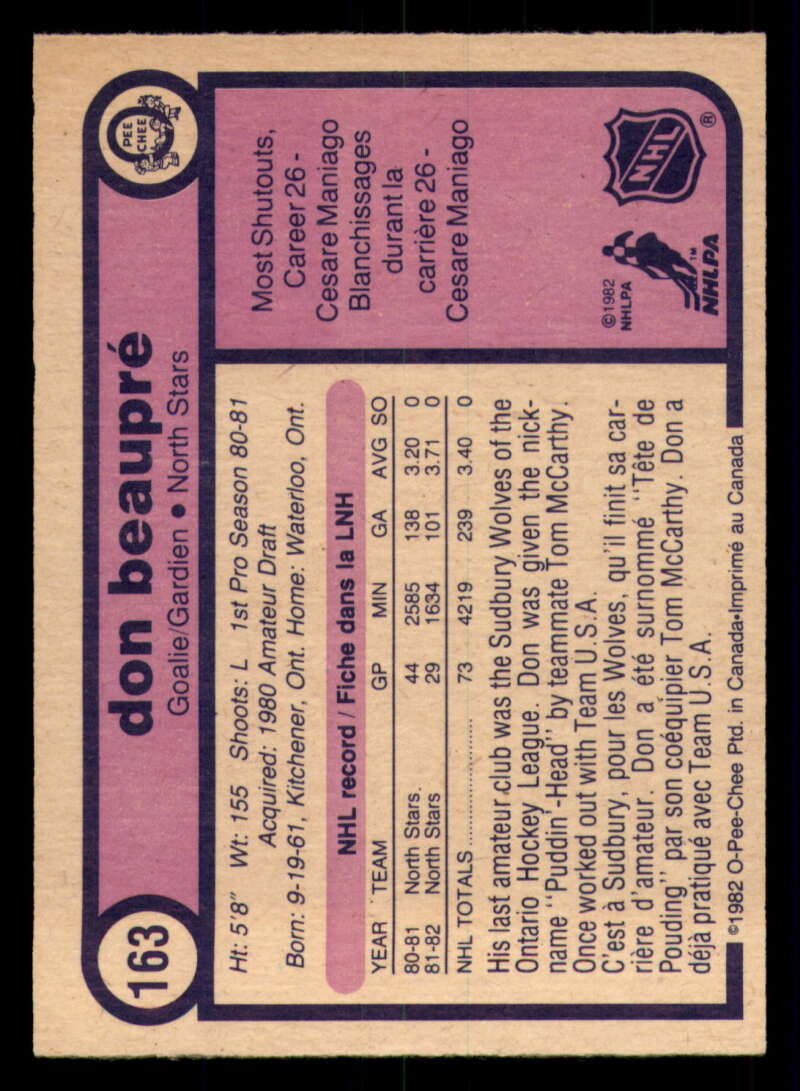 163
don beaupré
Goalie/Gardien • North Stars
O
PEE
CHEE
Ht: 5'8" Wt: 155 Shoots: L 1st Pro Season 80-81
Acquired: 1980 Amateur Draft
Born: 9-19-61, Kitchener, Ont. Home: Waterloo, Ont.
NHL record / Fiche dans la LNH
YEAR TEAM GP MIN GA AVG SO
80-81 North Stars. 44 2585 138 3.20 0
81-82 North Stars 29 1634 101 3.71 0
NHL TOTALS .................... 73 4219 239 3.40 0
His last amateur club was the Sudbury Wolves of the
Ontario Hockey League. Don was given the nick-
name "Puddin'-Head" by teammate Tom McCarthy.
Once worked out with Team U.S.A.
C'est à Sudbury, pour les Wolves, qu'il finit sa car-
rière d'amateur. Don a été surnommé "Tête de
Pouding" par son coéquipier Tom McCarthy. Don a
déjà pratiqué avec Team U.S.A.
Most Shutouts,
Career 26 -
Cesare Maniago
Blanchissages
durant la
carrière 26 -
Cesare Maniago
©1982
NHLPA
NHLPA
TM
NHL
®
©1982 O-Pee-Chee Ptd. in Canada•Imprimé au Canada